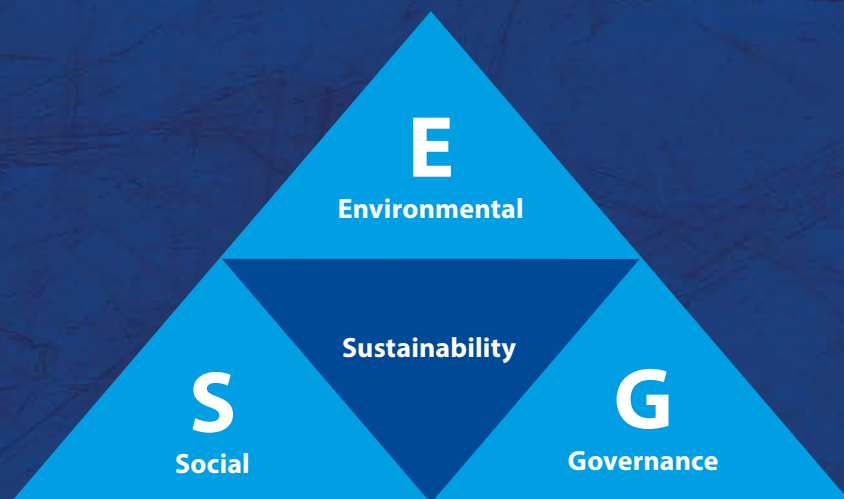 E
Environmental
Sustainability
S
Social
G
Governance